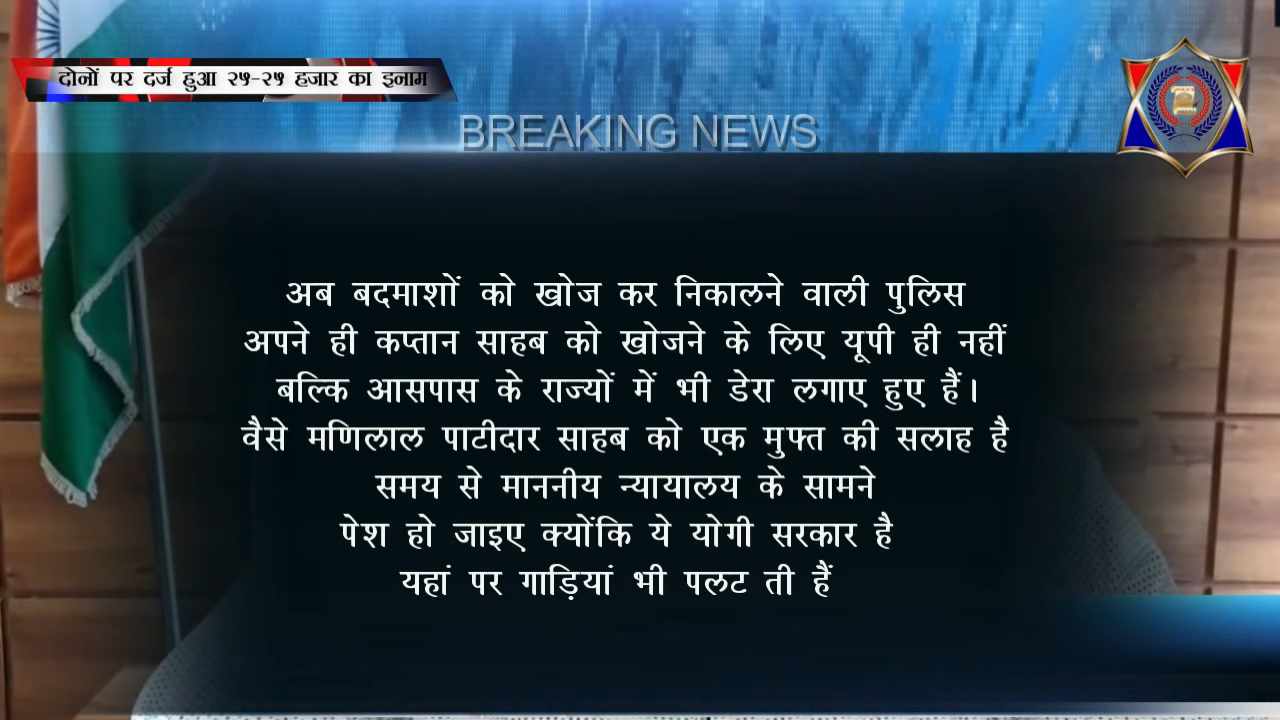 दोनों पर दर्ज हुआ २५-२५ हजार का इनाम
BREAKING NEWS
अब बदमाशों को खोज कर निकालने वाली पुलिस
अपने ही कप्तान साहब को खोजने के लिए यूपी ही नहीं
बल्कि आसपास के राज्यों में भी डेरा लगाए हुए हैं।
वैसे मणिलाल पाटीदार साहब को एक मुफ्त की सलाह है
समय से माननीय न्यायालय के सामने
पेश हो जाइए क्योंकि ये योगी सरकार है
यहां पर गाड़ियां भी पलट ती हैं